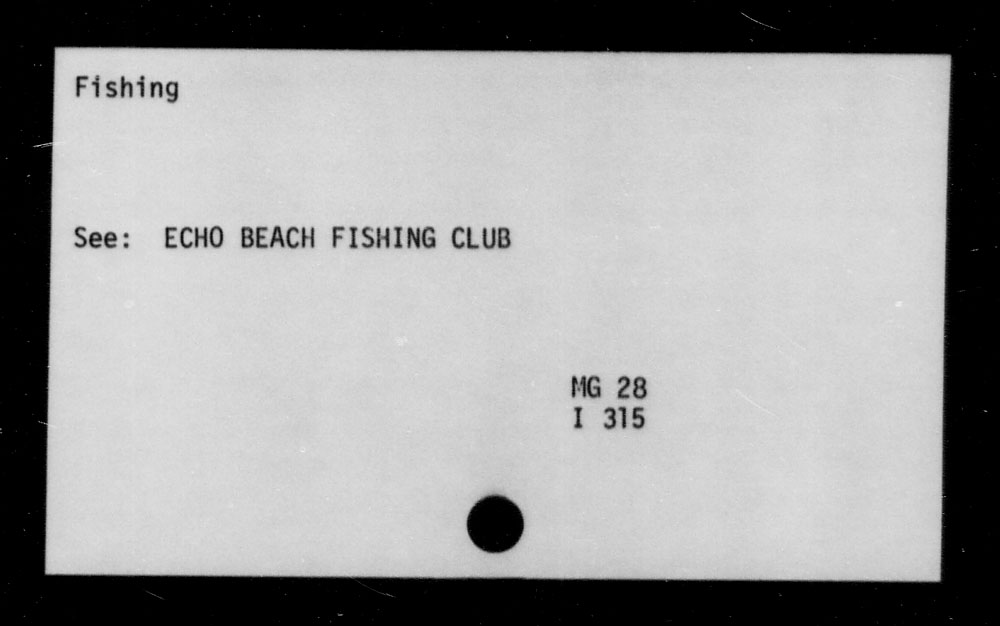 Fishing
See: ECHO BEACH FISHING CLUB
MG 28
I 315